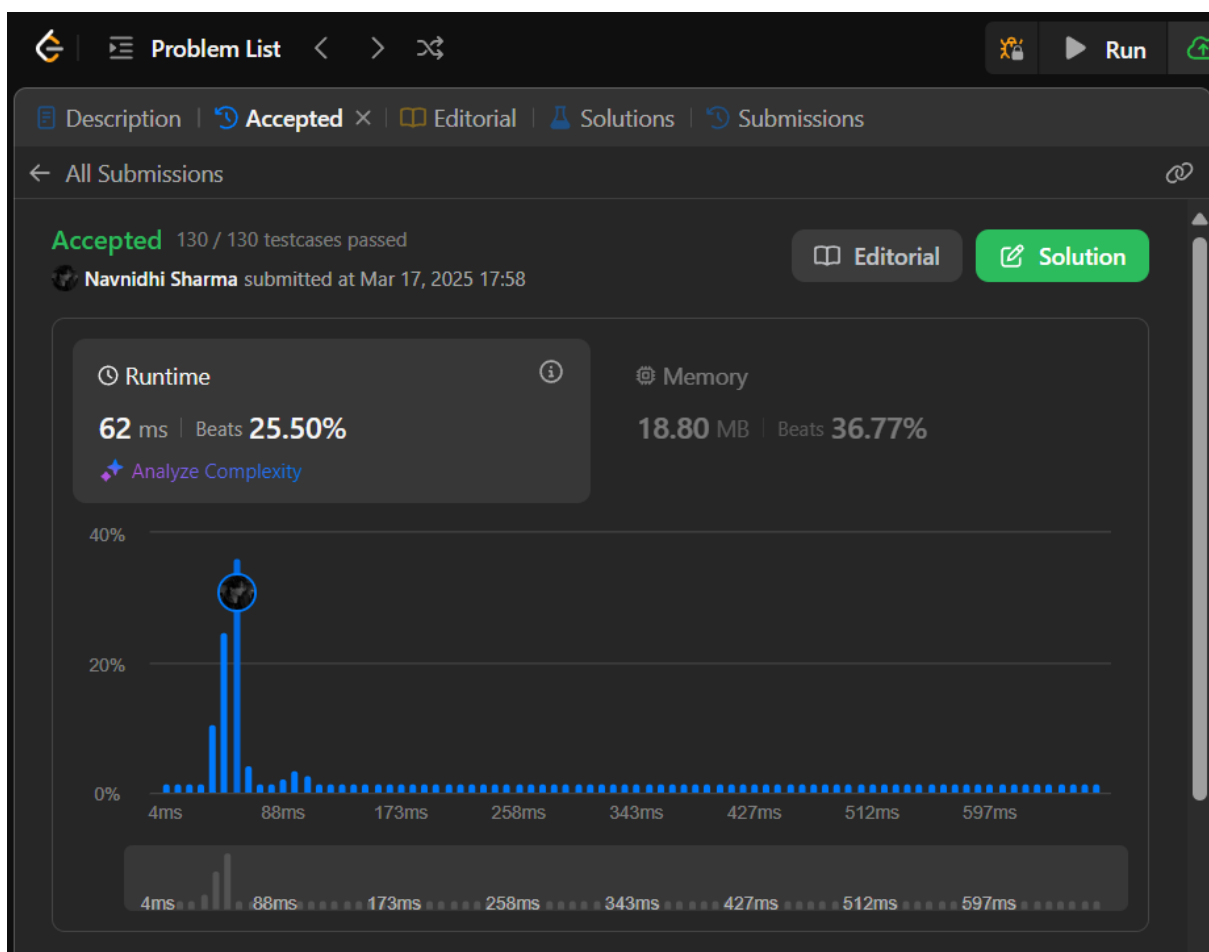 Problem List
Run
Description
Accepted
Editorial
Solutions
Submissions
All Submissions
Accepted 130 / 130 testcases passed
Navnidhi Sharma submitted at Mar 17, 2025 17:58
Editorial
Solution
Runtime
62 ms Beats 25.50%
Analyze Complexity
Memory
18.80 MB Beats 36.77%
40%
20%
0%
4ms 88ms 173ms 258ms 343ms 427ms 512ms 597ms
4ms 88ms 173ms 258ms 343ms 427ms 512ms 597ms